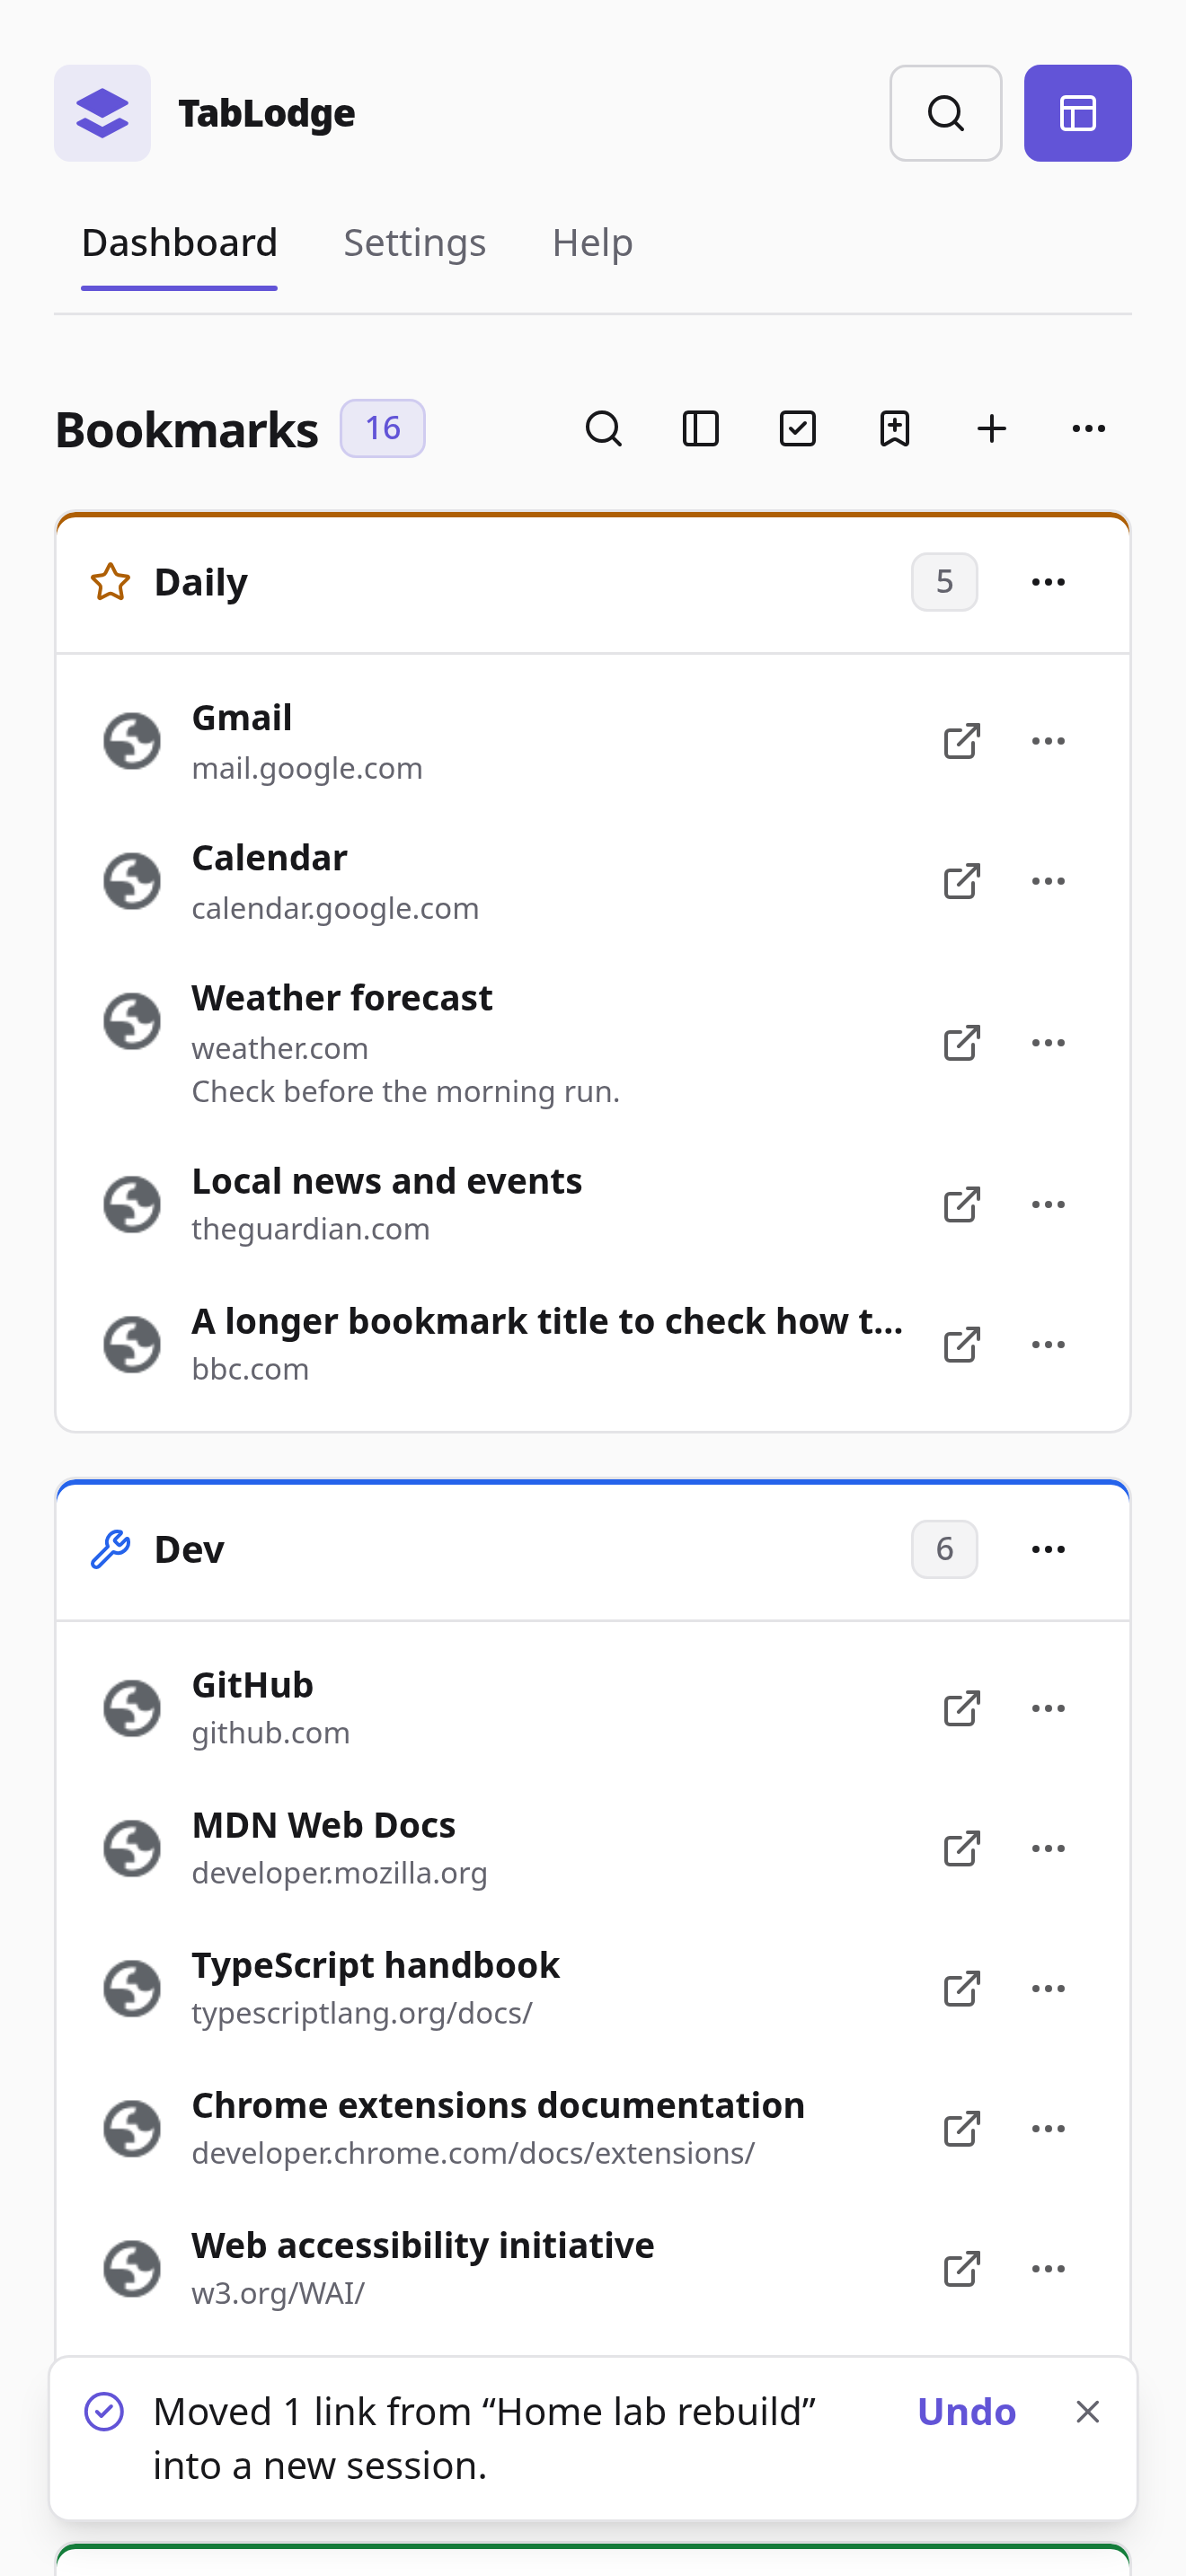 TabLodge
Dashboard Settings Help
Bookmarks 16
Daily 5
Gmail
mail.google.com
Calendar
calendar.google.com
Weather forecast
weather.com
Check before the morning run.
Local news and events
theguardian.com
A longer bookmark title to check how t...
bbc.com
Dev 6
GitHub
github.com
MDN Web Docs
developer.mozilla.org
TypeScript handbook
typescriptlang.org/docs/
Chrome extensions documentation
developer.chrome.com/docs/extensions/
Web accessibility initiative
w3.org/WAI/
Moved 1 link from “Home lab rebuild” Undo
into a new session.